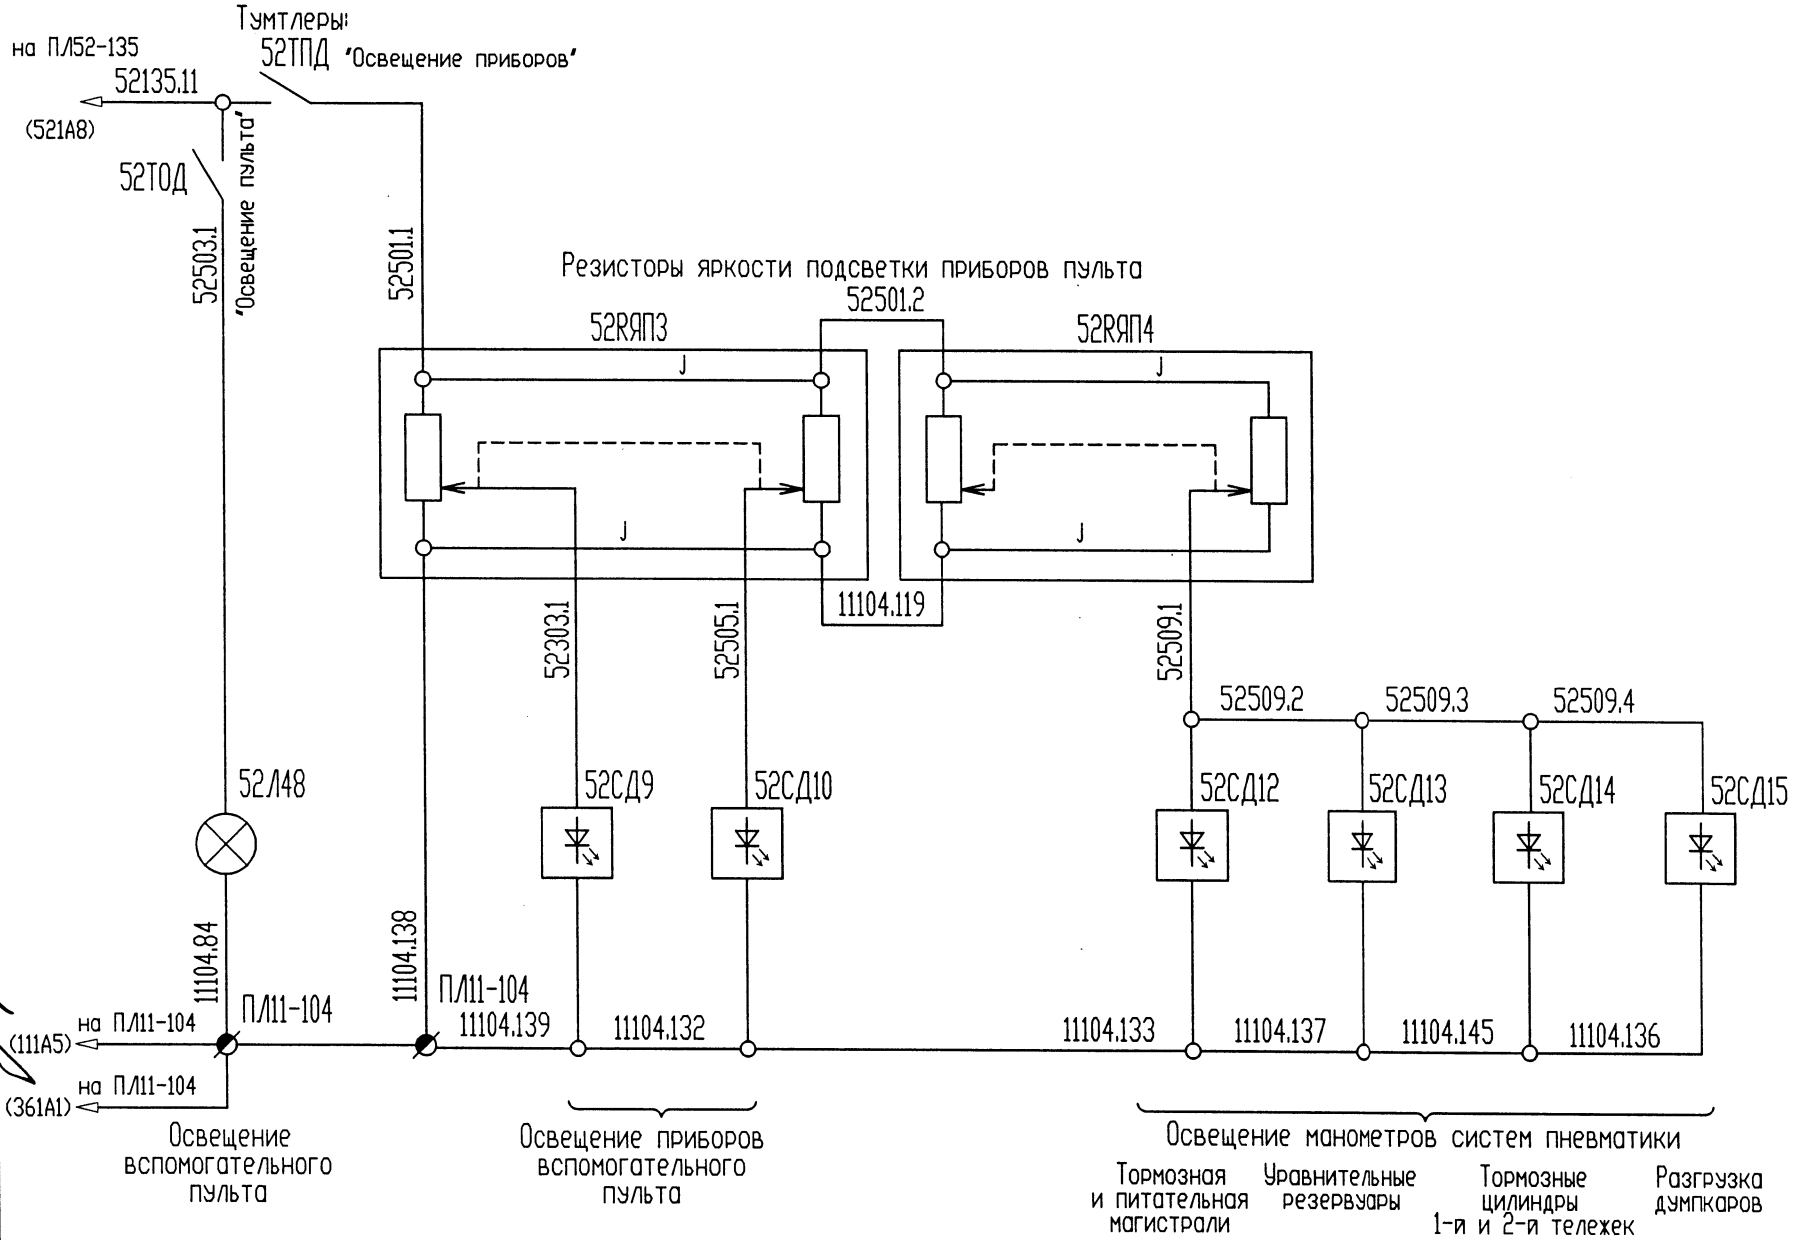 Тумтлеры:
на ПЛ52-135
52ТПД "Освещение приборов"
52135.11
(521А8)
52ТОД
"Освещение пульта"
52503.1
52501.1
Резисторы яркости подсветки приборов пульта
52501.2
52RЯП3
52RЯП4
J
J
J
J
11104.119
52303.1
52505.1
52509.1
52509.2
52509.3
52509.4
52Л48
52СД9
52СД10
52СД12
52СД13
52СД14
52СД15
11104.84
11104.138
ПЛ11-104
ПЛ11-104
11104.139
11104.132
11104.133
11104.137
11104.145
11104.136
на ПЛ11-104
(111А5)
на ПЛ11-104
(361А1)
Освещение
вспомогательного
пульта
Освещение приборов
вспомогательного
пульта
Освещение манометров систем пневматики
Тормозная
и питательная
магистрали
Уравнительные
резервуары
Тормозные
цилиндры
1-й и 2-й тележек
Разгрузка
думпкаров